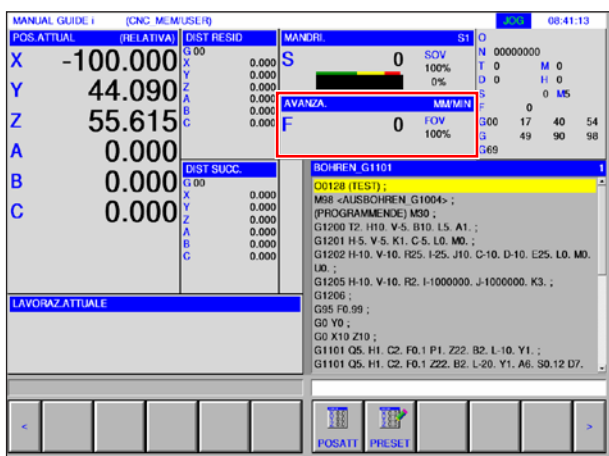 MANUAL GUIDE i (CNC_MEM/USER) JOG 08:41:13
POS.ATTUAL (RELATIVA)
X -100.000
Y 44.090
Z 55.615
A 0.000
B 0.000
C 0.000
DIST RESID
G 00
X 0.000
Y 0.000
Z 0.000
A 0.000
B 0.000
C 0.000
DIST SUCC.
G 00
X 0.000
Y 0.000
Z 0.000
A 0.000
B 0.000
C 0.000
MANDRI. S1
S 0 SOV
100%
0%
AVANZA. MM/MIN
F 0 FOV
100%
O
N 00000000
T 0 M 0
D 0 H 0
S 0 M5
F 0
G00 17 40 54
G 49 90 98
G69
LAVORAZ.ATTUALE
BOHREN_G1101 1
O0128 (TEST) ;
M98 <AUSBOHREN_G1004> ;
(PROGRAMMENDE) M30 ;
G1200 T2. H10. V-5. B10. L5. A1. ;
G1201 H-5. V-5. K1. C-5. L0. M0. ;
G1202 H-10. V-10. R25. I-25. J10. C-10. D-10. E25. L0. M0.
U0. ;
G1205 H-10. V-10. R2. I-1000000. J-1000000. K3. ;
G1206 ;
G95 F0.99 ;
G0 Y0 ;
G0 X10 Z10 ;
G1101 Q5. H1. C2. F0.1 P1. Z22. B2. L-10. Y1. ;
G1101 Q5. H1. C2. F0.1 Z22. B2. L-20. Y1. A6. S0.12 D7.
< POSATT PRESET >